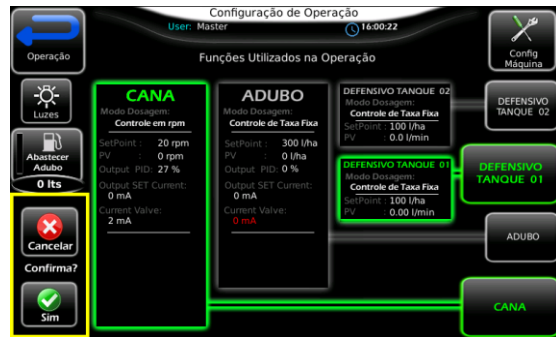 Configuração de Operação
User: Master
16:00:22
Operação
Funções Utilizados na Operação
Config
Máquina
Luzes
Abastecer
Adubo
0 lts
Cancelar
Confirma?
Sim
CANA
Modo Dosagem:
Controle em rpm
SetPoint : 20 rpm
PV : 0 rpm
Output PID: 27 %
Output SET Current:
0 mA
Current Valve:
2 mA
ADUBO
Modo Dosagem:
Controle de Taxa Fixa
SetPoint : 300 l/ha
PV : 0 l/ha
Output PID: 0 %
Output SET Current:
0 mA
Current Valve:
0 mA
DEFENSIVO TANQUE 02
Modo Dosagem:
Controle de Taxa Fixa
SetPoint : 100 l/ha
PV : 0.0 l/min
DEFENSIVO TANQUE 01
Modo Dosagem:
Controle de Taxa Fixa
SetPoint : 100 l/ha
PV : 0.00 l/min
DEFENSIVO
TANQUE 02
DEFENSIVO
TANQUE 01
ADUBO
CANA